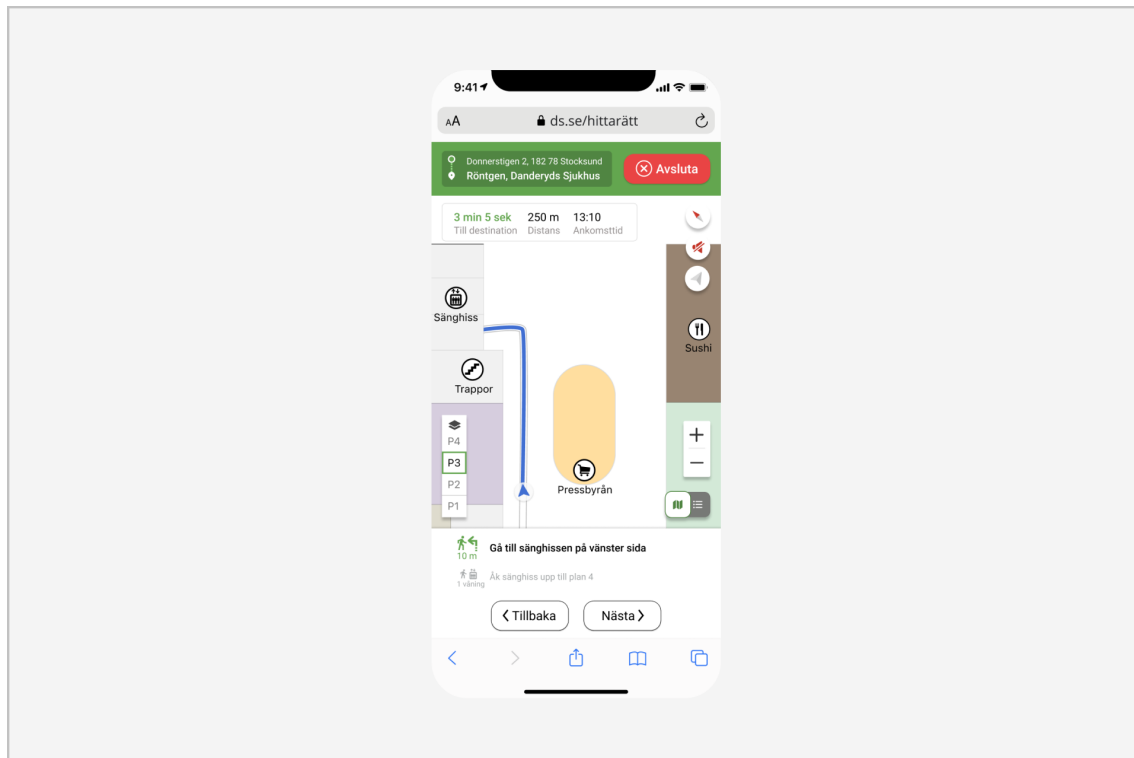 9:41
AA ds.se/hittarätt
Donnerstigen 2, 182 78 Stocksund
Röntgen, Danderyds Sjukhus
Avsluta
3 min 5 sek 250 m 13:10
Till destination Distans Ankomsttid
Sänghiss
Sushi
Trappor
P4
P3
P2
P1
Pressbyrån
10 m
Gå till sänghissen på vänster sida
1 våning
Åk sänghiss upp till plan 4
Tillbaka
Nästa